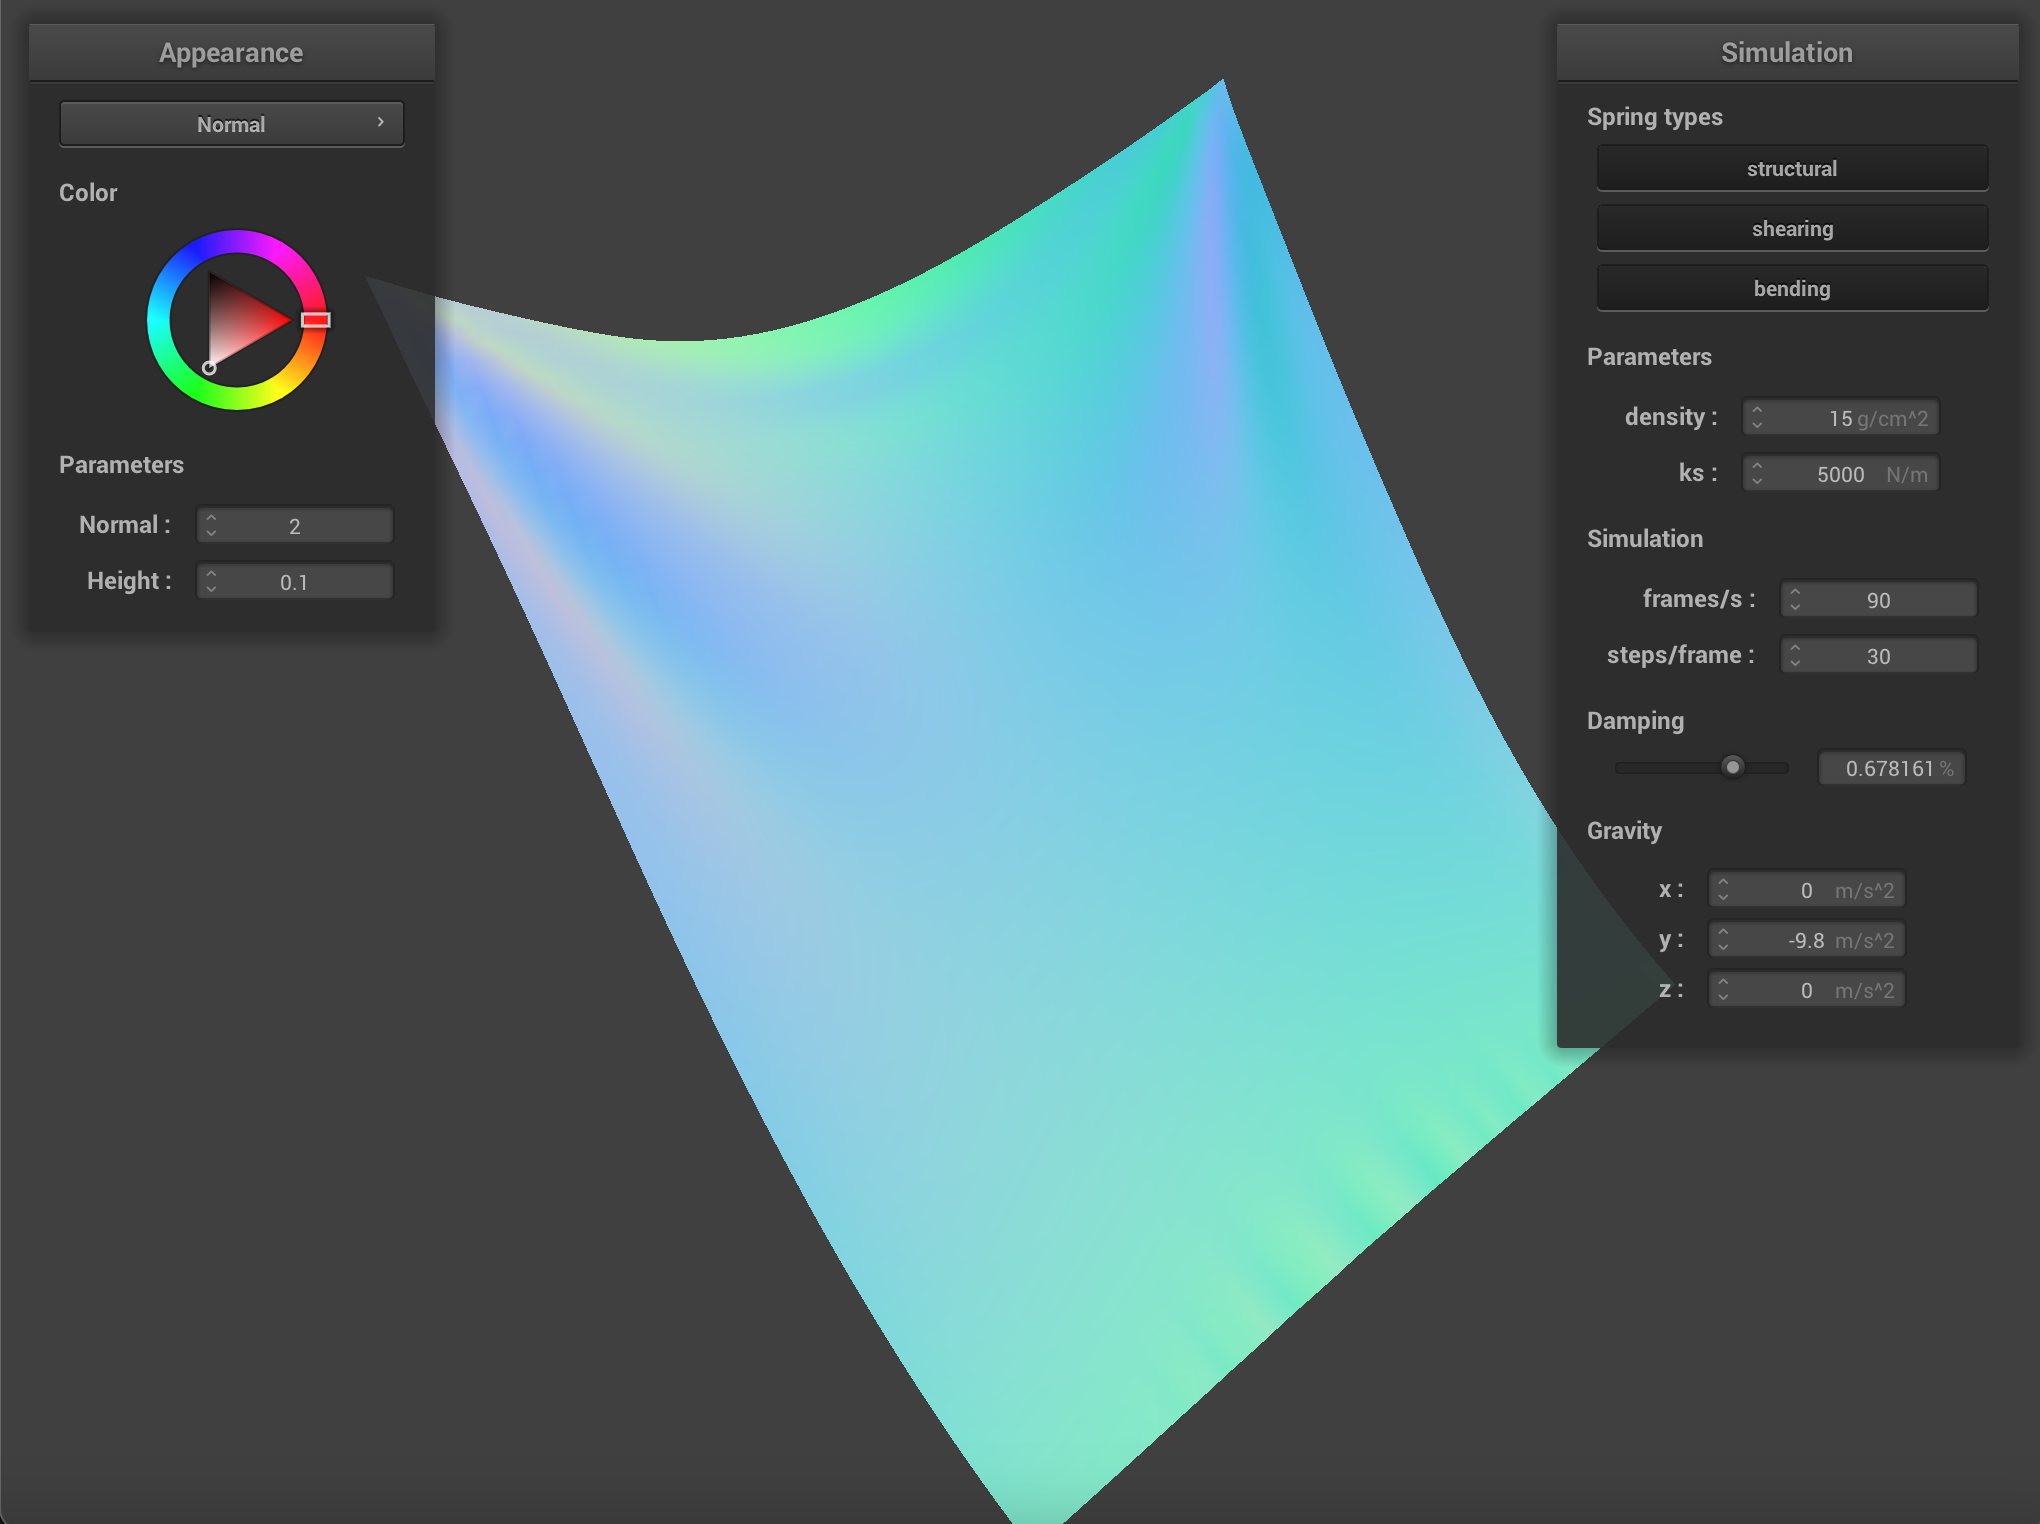 Appearance
Normal
Color
Parameters
Normal : 2
Height : 0.1
Simulation
Spring types
structural
shearing
bending
Parameters
density : 15 g/cm^2
ks : 5000 N/m
Simulation
frames/s : 90
steps/frame : 30
Damping
0.678161 %
Gravity
x : 0 m/s^2
y : -9.8 m/s^2
z : 0 m/s^2